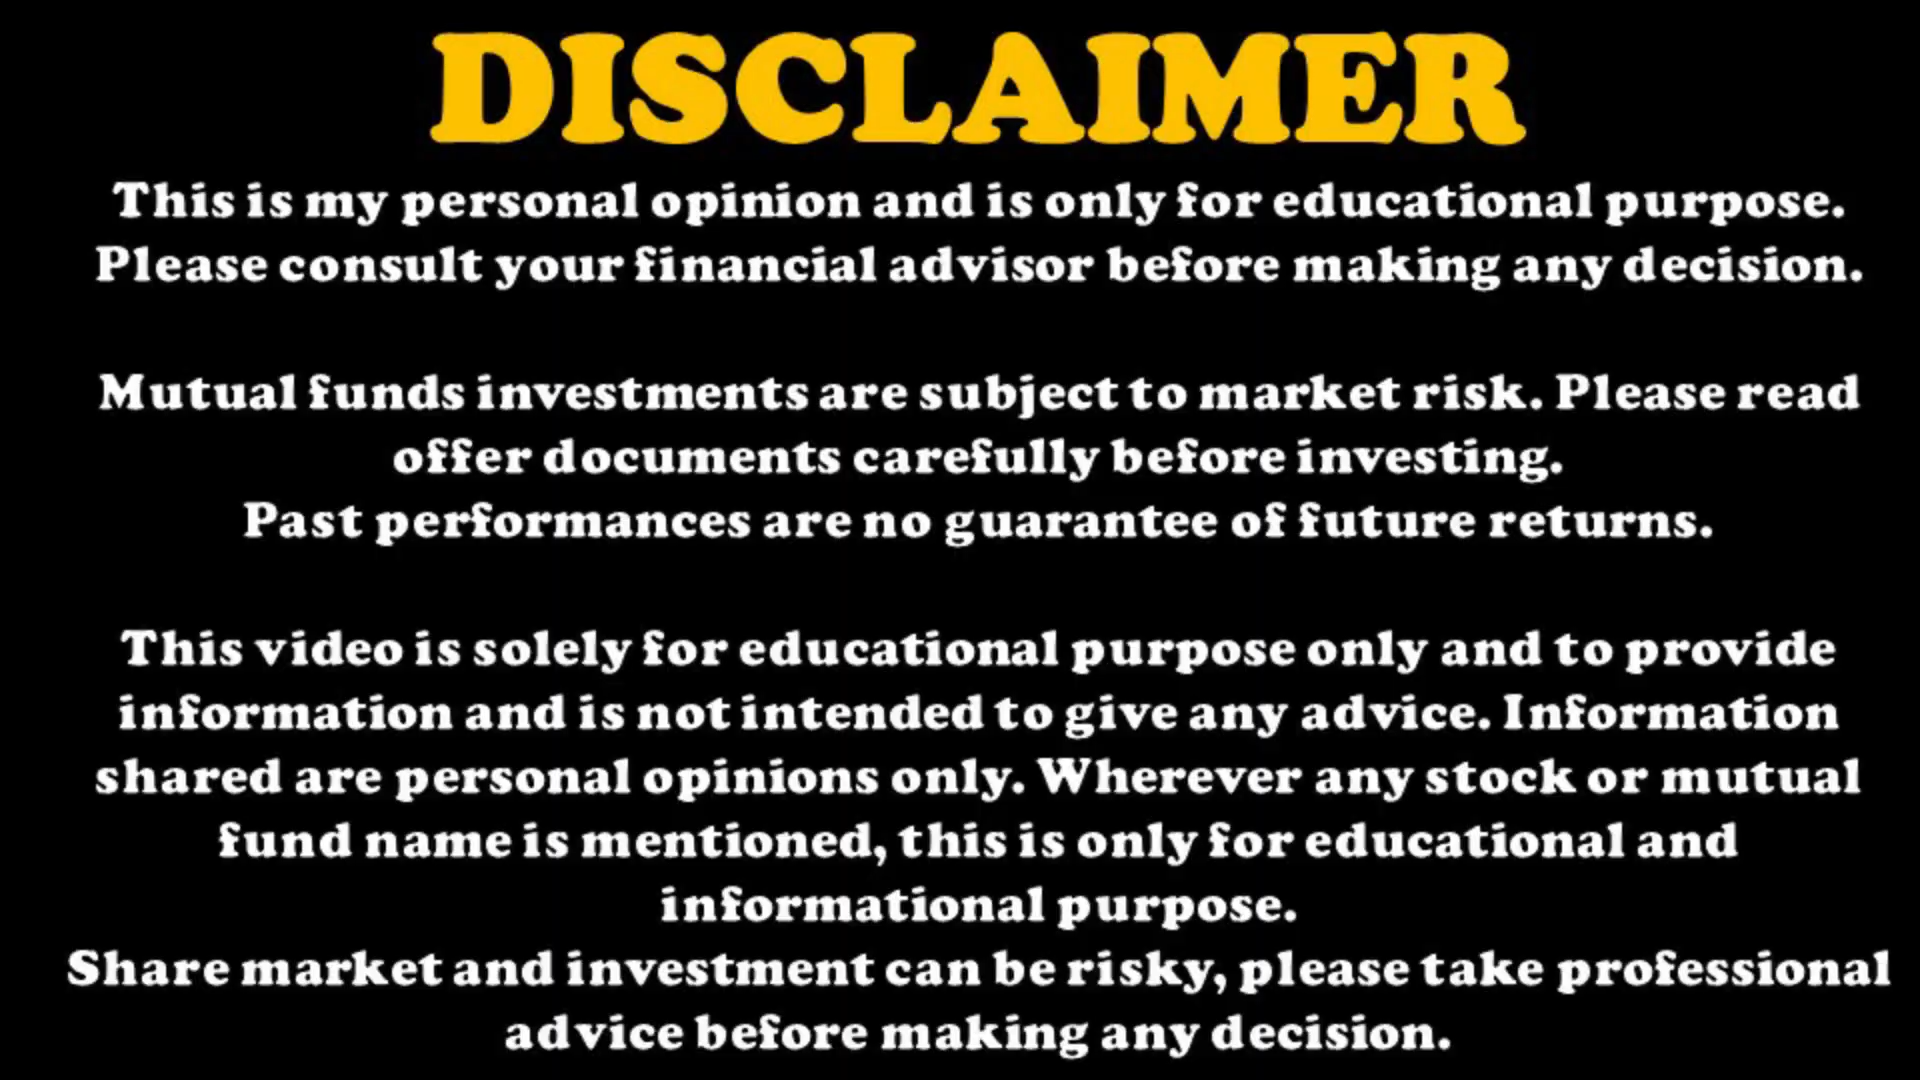 DISCLAIMER
This is my personal opinion and is only for educational purpose.
Please consult your financial advisor before making any decision.
Mutual funds investments are subject to market risk. Please read
offer documents carefully before investing.
Past performances are no guarantee of future returns.
This video is solely for educational purpose only and to provide
information and is not intended to give any advice. Information
shared are personal opinions only. Wherever any stock or mutual
fund name is mentioned, this is only for educational and
informational purpose.
Share market and investment can be risky, please take professional
advice before making any decision.